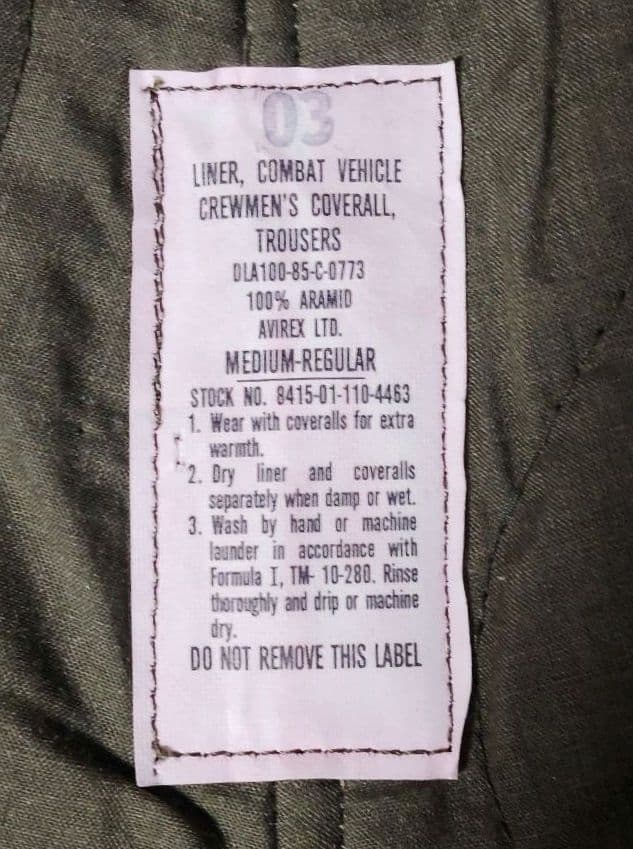 03
LINER, COMBAT VEHICLE
CREWMEN'S COVERALL,
TROUSERS
DLA100-85-C-0773
100% ARAMID
AVIREX LTD.
MEDIUM-REGULAR
STOCK NO. 8415-01-110-4463
1. Wear with coveralls for extra
warmth.
2. Dry liner and coveralls
separately when damp or wet.
3. Wash by hand or machine
launder in accordance with
Formula I, TM- 10-280. Rinse
thoroughly and drip or machine
dry.
DO NOT REMOVE THIS LABEL